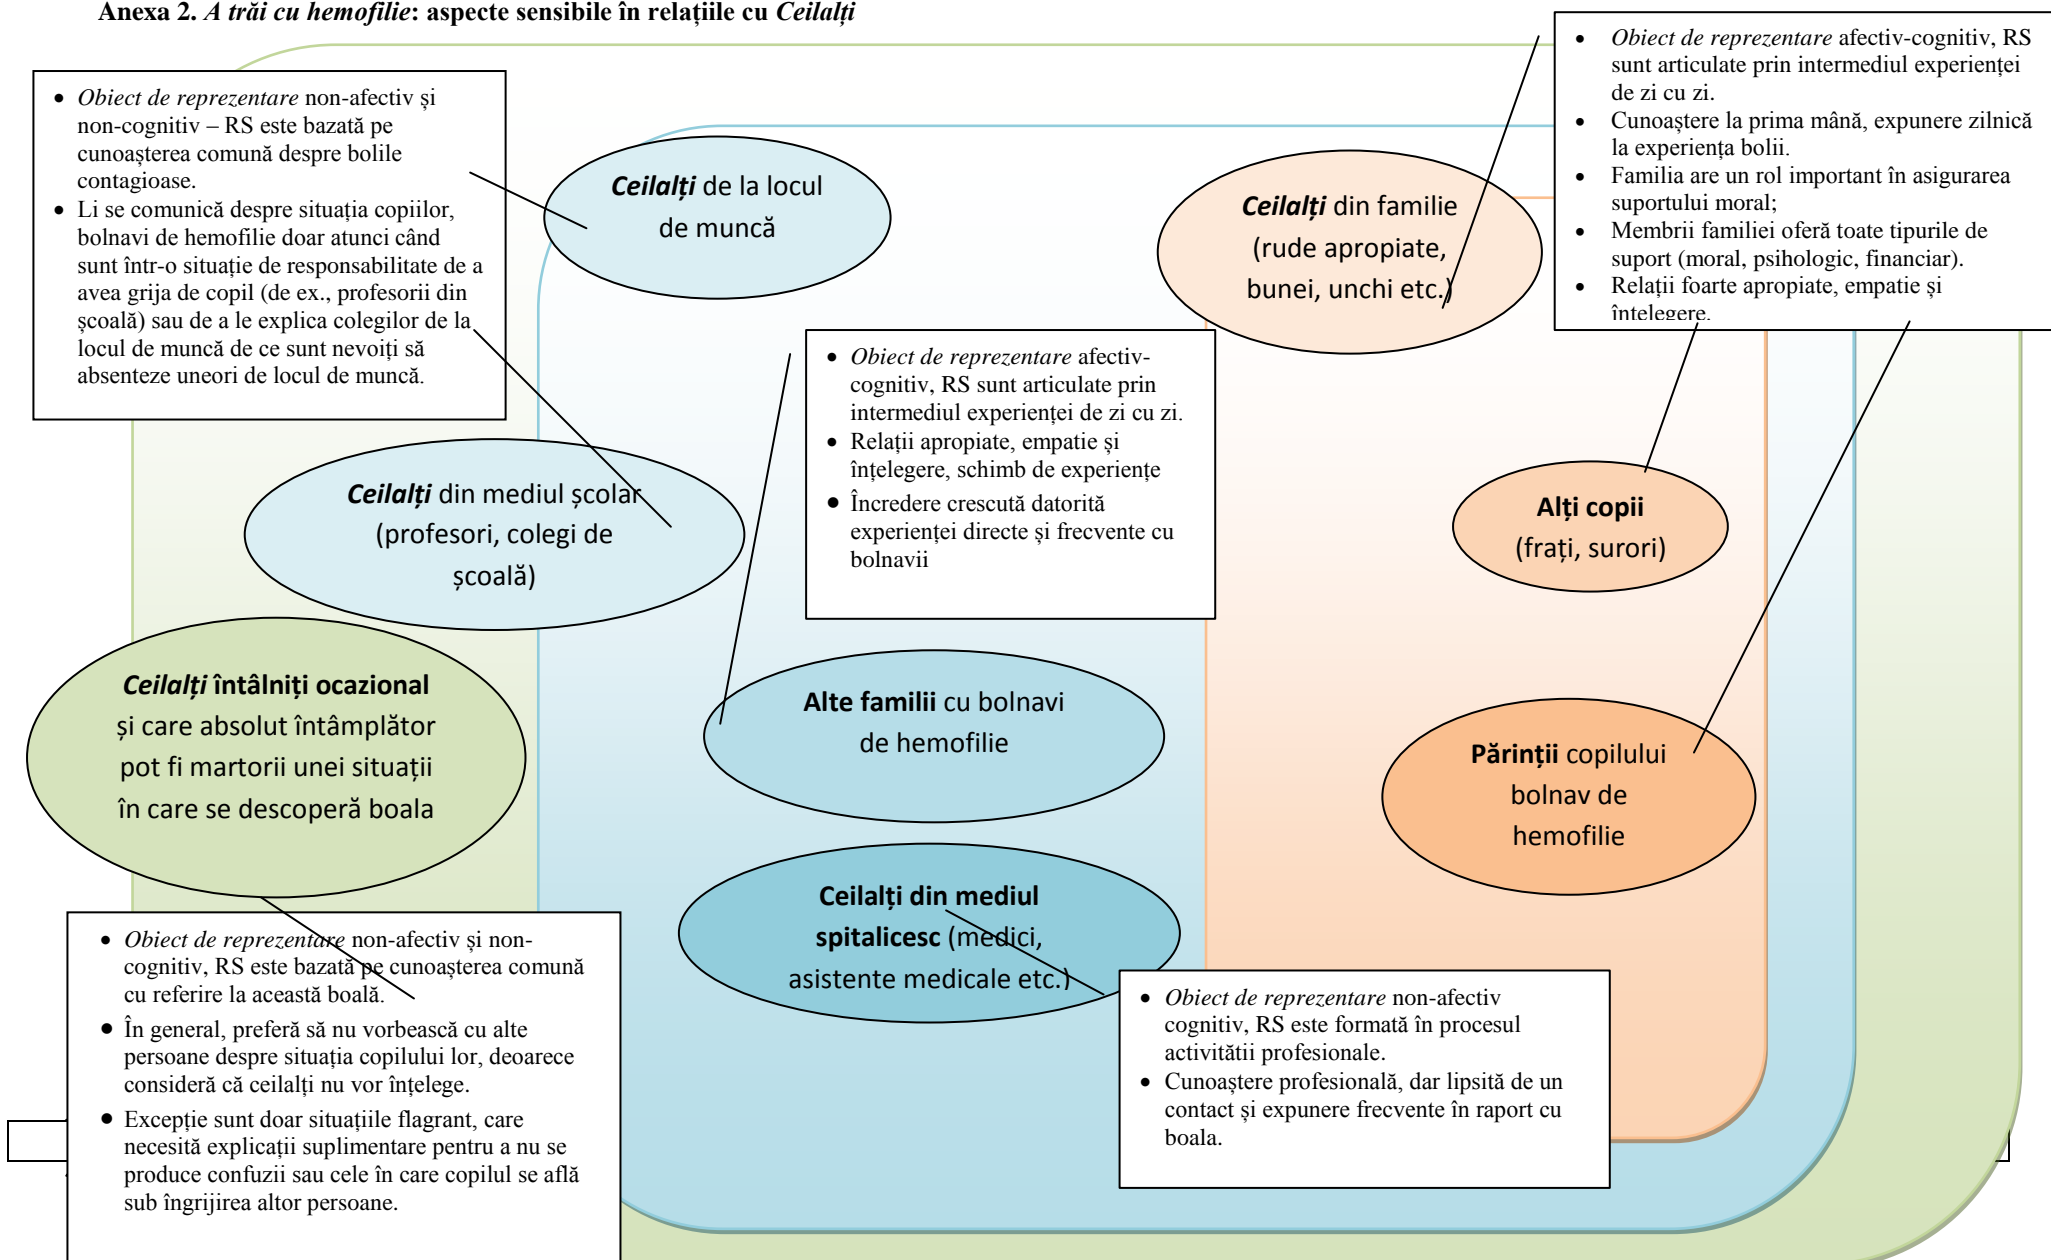 Anexa 2. A trăi cu hemofilie: aspecte sensibile în relațiile cu Ceilalți
• Obiect de reprezentare non-afectiv și
non-cognitiv – RS este bazată pe
cunoașterea comună despre bolile
contagioase.
• Li se comunică despre situația copiilor,
bolnavi de hemofilie doar atunci când
sunt într-o situație de responsabilitate de a
avea grija de copil (de ex., profesorii din
școală) sau de a le explica colegilor de la
locul de muncă de ce sunt nevoiți să
absenteze uneori de locul de muncă.
Ceilalți de la locul
de muncă
Ceilalți din familie
(rude apropiate,
bunei, unchi etc.)
• Obiect de reprezentare afectiv-cognitiv, RS
sunt articulate prin intermediul experienței
de zi cu zi.
• Cunoaștere la prima mână, expunere zilnică
la experiența bolii.
• Familia are un rol important în asigurarea
suportului moral;
• Membrii familiei oferă toate tipurile de
suport (moral, psihologic, financiar).
• Relații foarte apropiate, empatie și
înțelegere.
• Obiect de reprezentare afectiv-
cognitiv, RS sunt articulate prin
intermediul experienței de zi cu zi.
• Relații apropiate, empatie și
înțelegere, schimb de experiențe
• Încredere crescută datorită
experienței directe și frecvente cu
bolnavii
Ceilalți din mediul școlar
(profesori, colegi de
școală)
Alți copii
(frați, surori)
Ceilalți întâlniți ocazional
și care absolut întâmplător
pot fi martorii unei situații
în care se descoperă boala
Alte familii cu bolnavi
de hemofilie
Părinții copilului
bolnav de
hemofilie
Ceilalți din mediul
spitalicesc (medici,
asistente medicale etc.)
• Obiect de reprezentare non-afectiv și non-
cognitiv, RS este bazată pe cunoașterea comună
cu referire la această boală.
• În general, preferă să nu vorbească cu alte
persoane despre situația copilului lor, deoarece
consideră că ceilalți nu vor înțelege.
• Excepție sunt doar situațiile flagrant, care
necesită explicații suplimentare pentru a nu se
produce confuzii sau cele în care copilul se află
sub îngrijirea altor persoane.
• Obiect de reprezentare non-afectiv
cognitiv, RS este formată în procesul
activitătii profesionale.
• Cunoaștere profesională, dar lipsită de un
contact și expunere frecvente în raport cu
boala.